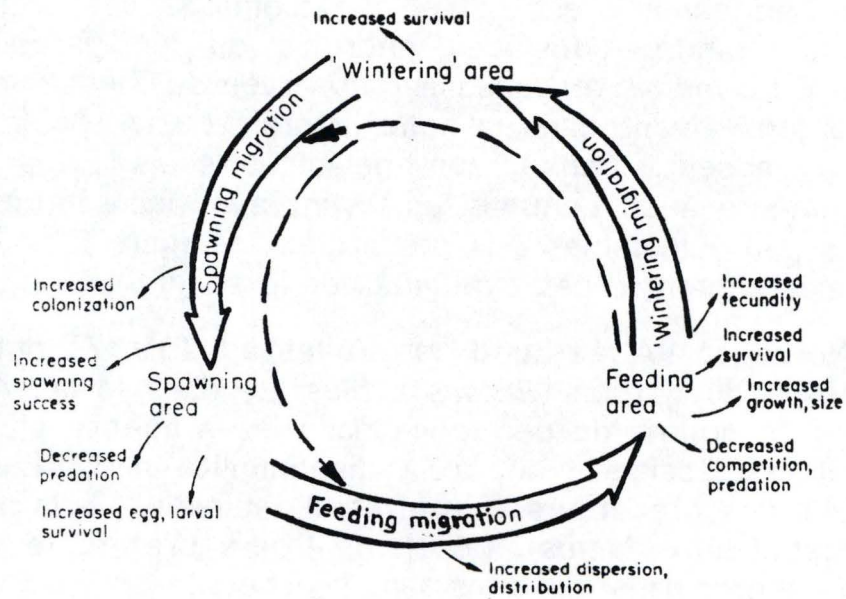 Increased survival
'Wintering' area
Spawning migration
'Wintering' migration
Increased
colonization
Increased
spawning
success
Spawning
area
Decreased
predation
Increased egg, larval
survival
Feeding migration
Increased dispersion,
distribution
Feeding
area
Increased
fecundity
Increased
survival
Increased
growth, size
Decreased
competition,
predation